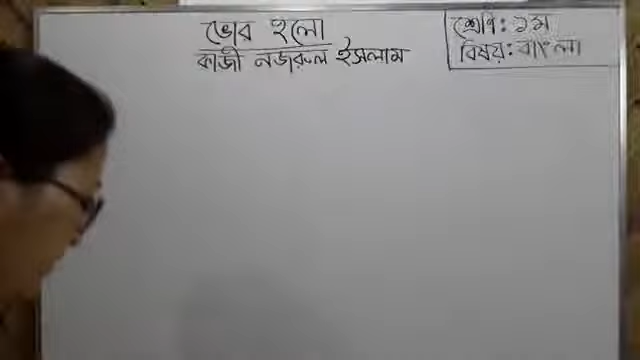 ভোর হলো
কাজী নজরুল ইসলাম
শ্রেণি: ১ম
বিষয়: বাংলা